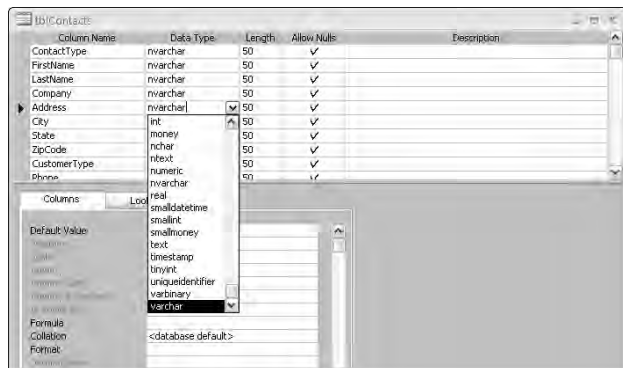 tblContacts
Column Name Data Type Length Allow Nulls Description
ContactType nvarchar 50
FirstName nvarchar 50
LastName nvarchar 50
Company nvarchar 50
Address nvarchar 50
City 50
State 50
ZipCode 50
CustomerType 50
Phone 50
int
money
nchar
ntext
numeric
nvarchar
real
smalldatetime
smallint
smallmoney
text
timestamp
tinyint
uniqueidentifier
varbinary
varchar
Columns
Default Value
Formula
Collation <database default>
Format